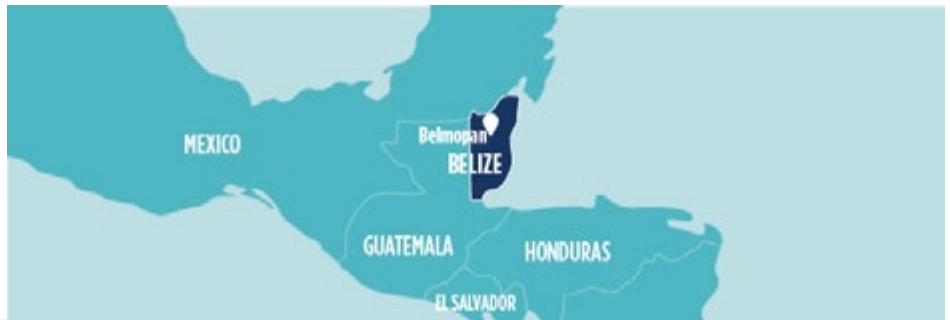 MEXICO
Belmopan
BELIZE
GUATEMALA
HONDURAS
EL SALVADOR